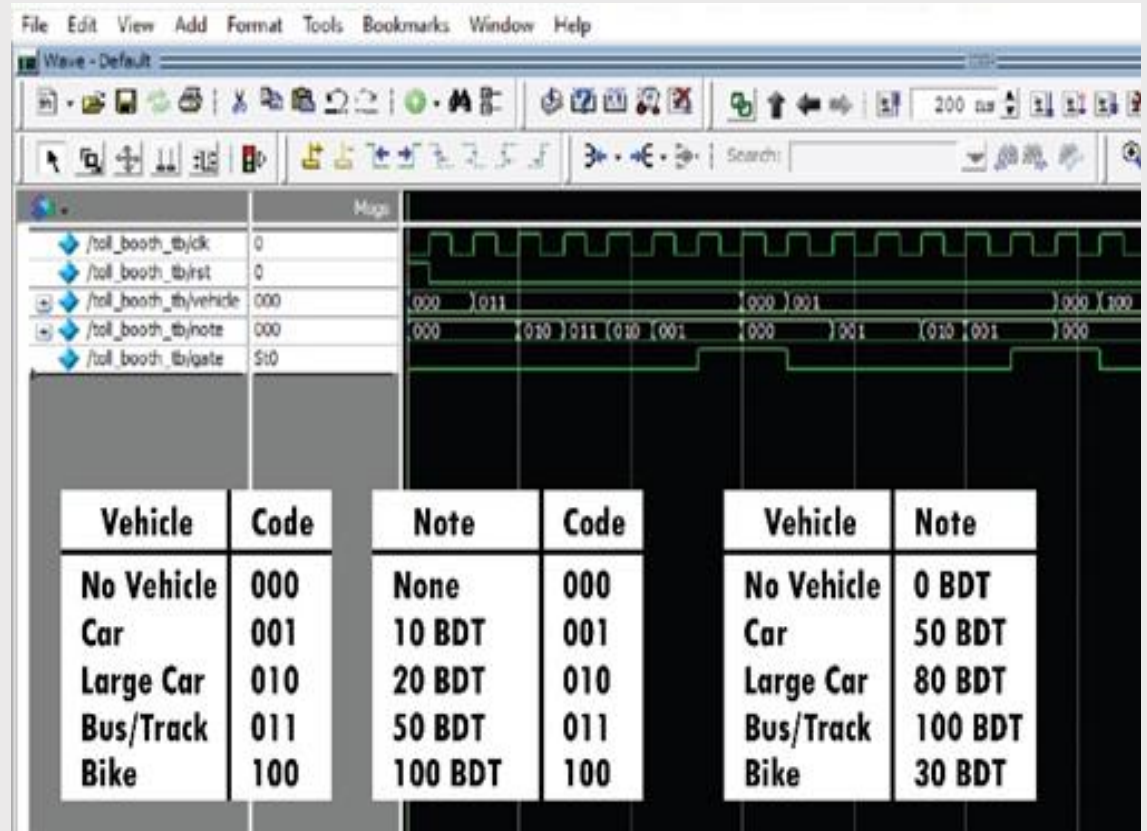 File Edit View Add Format Tools Bookmarks Window Help
Wave - Default
200 ns
Search:
Msgs
/toll_booth_tb/clk 0
/toll_booth_tb/rst 0
/toll_booth_tb/vehicle 000 000 011 000 001 000 100
/toll_booth_tb/note 000 000 010 011 010 001 000 001 010 001 000
/toll_booth_tb/gate St0
Vehicle Code
No Vehicle 000
Car 001
Large Car 010
Bus/Track 011
Bike 100
Note Code
None 000
10 BDT 001
20 BDT 010
50 BDT 011
100 BDT 100
Vehicle Note
No Vehicle 0 BDT
Car 50 BDT
Large Car 80 BDT
Bus/Track 100 BDT
Bike 30 BDT